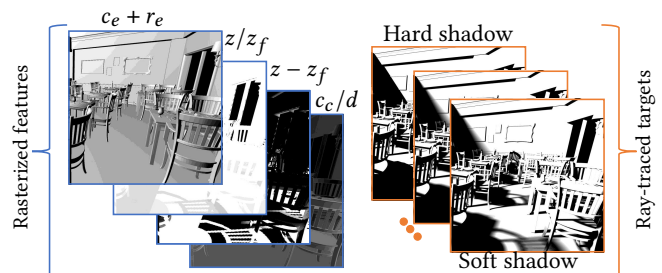 Rasterized features
c_e + r_e
z/z_f
z − z_f
c_c/d
Hard shadow
Soft shadow
Ray-traced targets